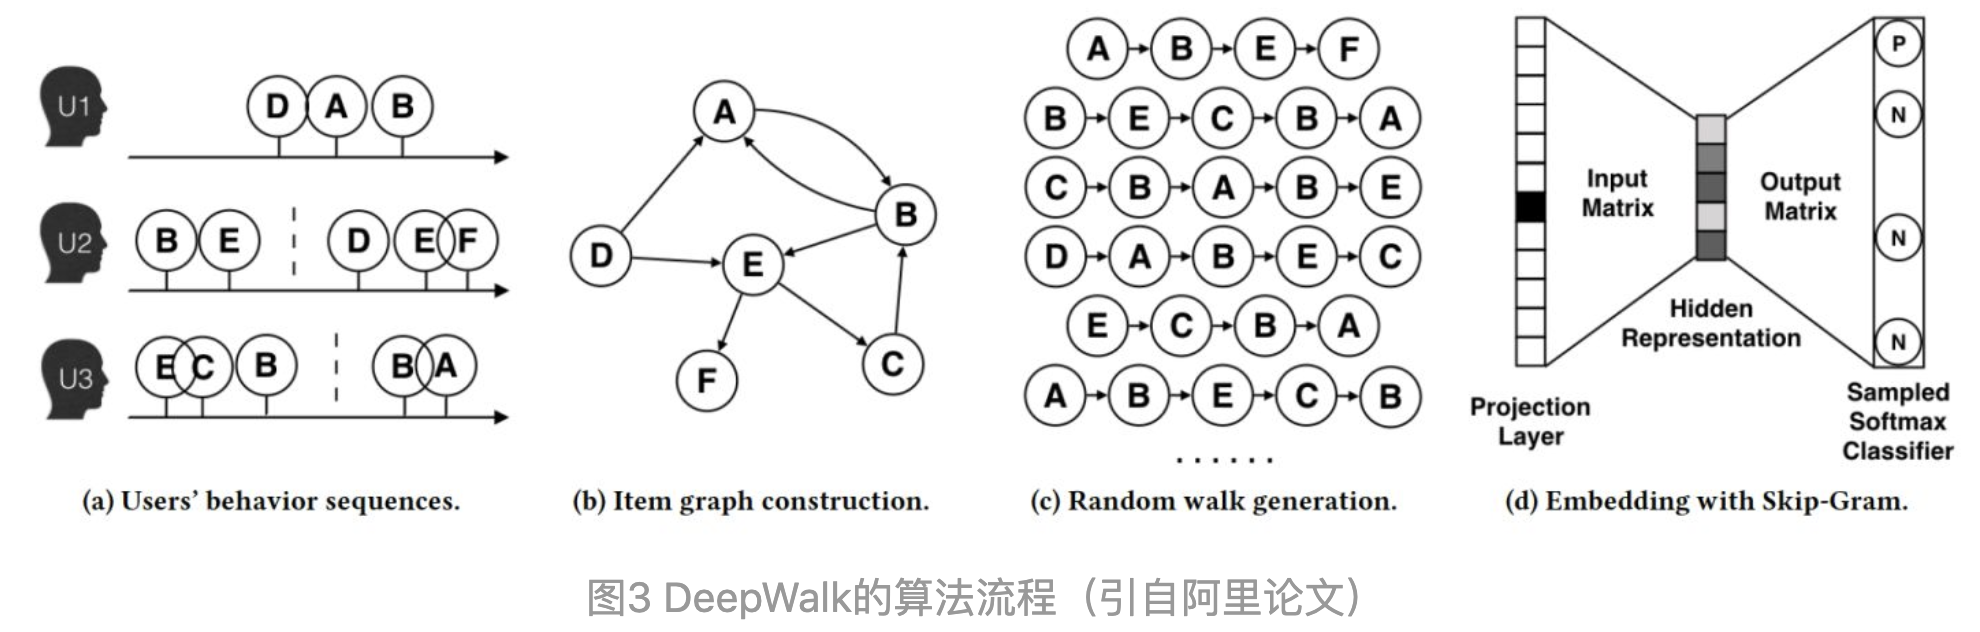 U1
D A B
U2
B E D E F
U3
E C B B A
(a) Users' behavior sequences.
A
B
D
E
C
F
(b) Item graph construction.
A B E F
B E C B A
C B A B E
D A B E C
E C B A
A B E C B
......
(c) Random walk generation.
Input
Matrix
Output
Matrix
Hidden
Representation
Projection
Layer
P
N
N
N
Sampled
Softmax
Classifier
(d) Embedding with Skip-Gram.
图3 DeepWalk的算法流程（引自阿里论文）